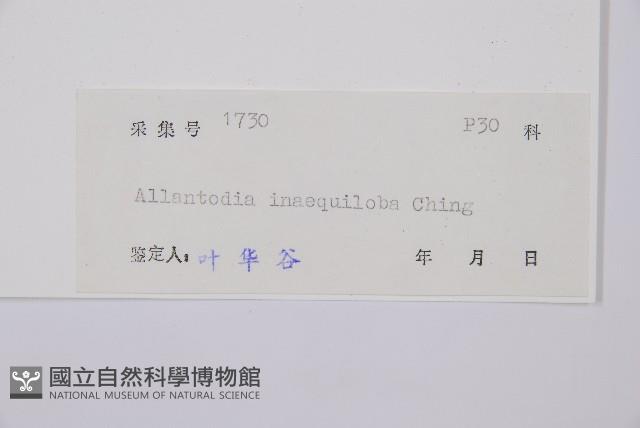 采集号 1730 P30 科
Allantodia inaequiloba Ching
鉴定人: 叶华谷 年 月 日
國立自然科學博物館
NATIONAL MUSEUM OF NATURAL SCIENCE